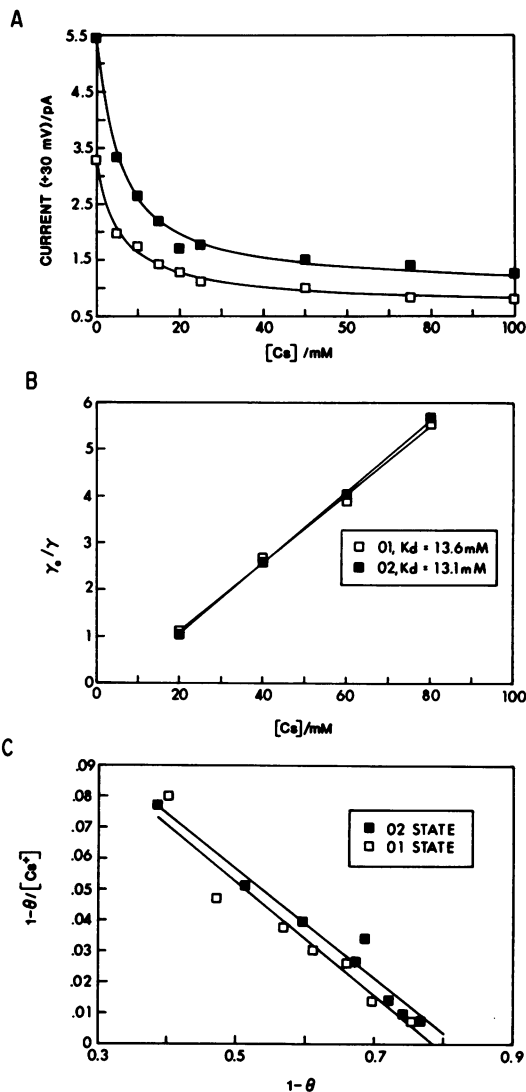 A
5.5
4.5
3.5
2.5
1.5
0.5
CURRENT (+30 mV)/pA
0 20 40 60 80 100
[Cs] /mM
B
6
5
4
3
2
1
0
γₒ/γ
01, Kd = 13.6mM
02, Kd = 13.1mM
0 20 40 60 80 100
[Cs]/mM
C
.09
.08
.07
.06
.05
.04
.03
.02
.01
0
1-θ/[Cs⁺]
02 STATE
01 STATE
0.3 0.5 0.7 0.9
1-θ